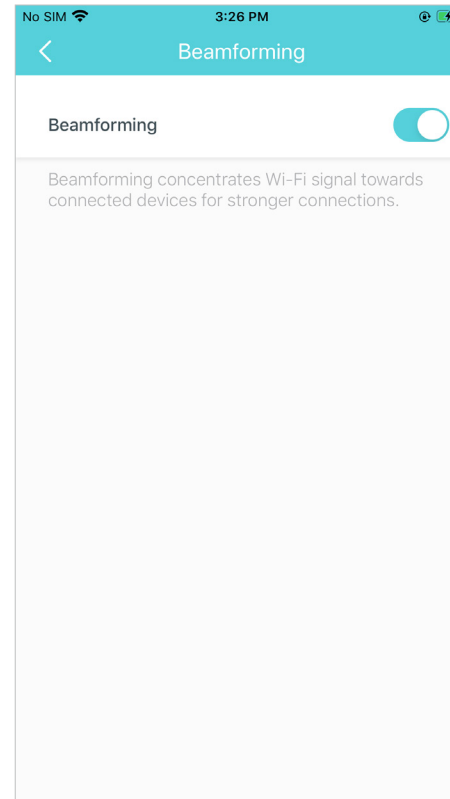 No SIM 3:26 PM
Beamforming
Beamforming
Beamforming concentrates Wi-Fi signal towards
connected devices for stronger connections.